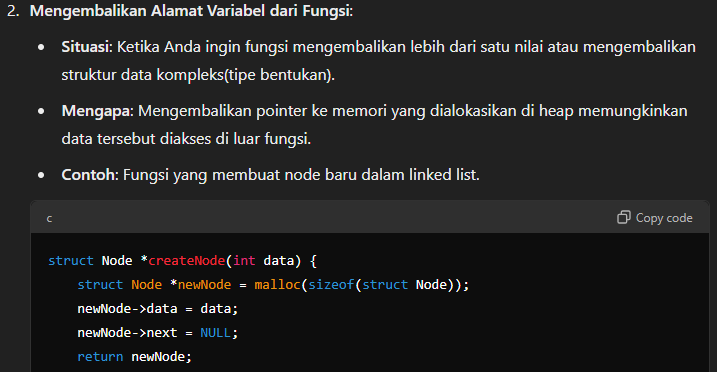 2. Mengembalikan Alamat Variabel dari Fungsi:
• Situasi: Ketika Anda ingin fungsi mengembalikan lebih dari satu nilai atau mengembalikan
struktur data kompleks(tipe bentukan).
• Mengapa: Mengembalikan pointer ke memori yang dialokasikan di heap memungkinkan
data tersebut diakses di luar fungsi.
• Contoh: Fungsi yang membuat node baru dalam linked list.
c Copy code
struct Node *createNode(int data) {
    struct Node *newNode = malloc(sizeof(struct Node));
    newNode->data = data;
    newNode->next = NULL;
    return newNode;